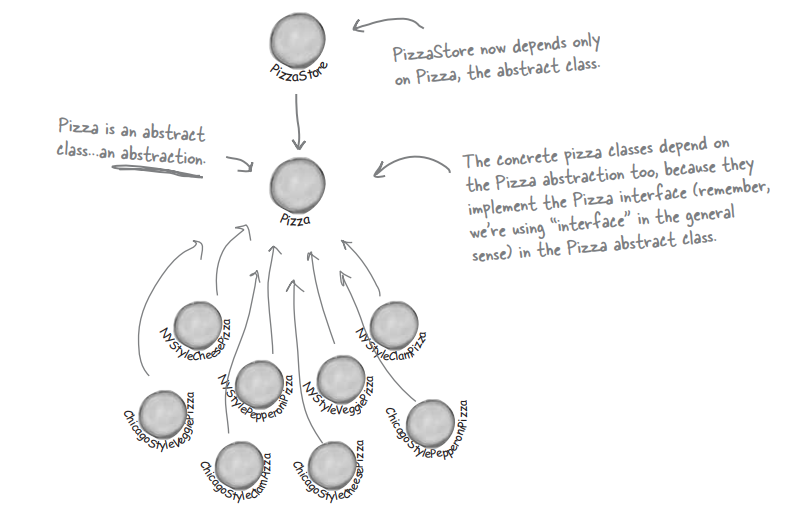 PizzaStore
PizzaStore now depends only
on Pizza, the abstract class.
Pizza is an abstract
class...an abstraction.
Pizza
The concrete pizza classes depend on
the Pizza abstraction too, because they
implement the Pizza interface (remember,
we're using "interface" in the general
sense) in the Pizza abstract class.
NYStyleCheesePizza
NYStyleClamPizza
NYStylePepperoniPizza
NYStyleVeggiePizza
ChicagoStyleVeggiePizza
ChicagoStylePepperoniPizza
ChicagoStyleClamPizza
ChicagoStyleCheesePizza